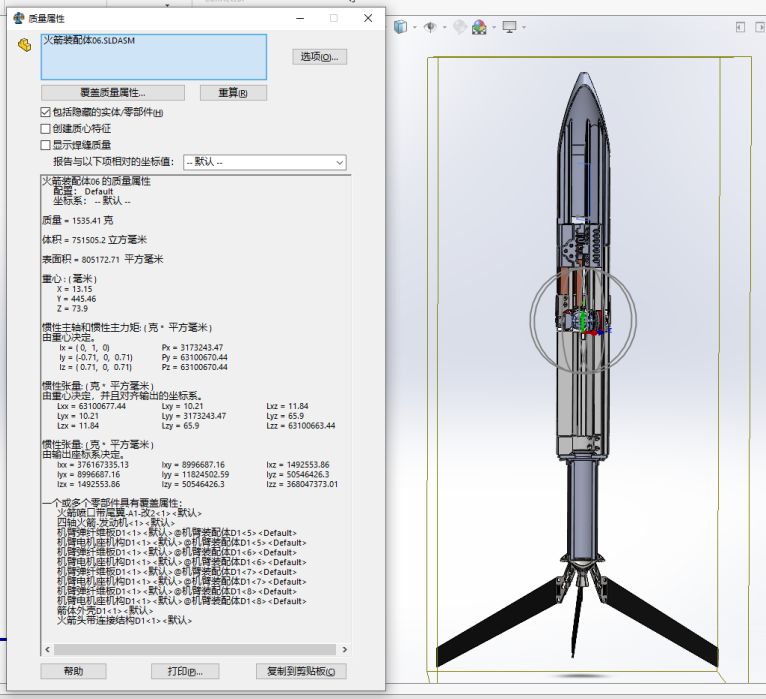 质量属性
火箭装配体06.SLDASM
选项(O)...
覆盖质量属性...
重算(R)
包括隐藏的实体/零部件(H)
创建质心特征
显示焊缝质量
报告与以下项相对的坐标值：
-- 默认 --
火箭装配体06 的质量属性
配置： Default
坐标系： -- 默认 --
质量 = 1535.41 克
体积 = 751505.2 立方毫米
表面积 = 805172.71 平方毫米
重心 : ( 毫米 )
X = 13.15
Y = 445.46
Z = 73.9
惯性主轴和惯性主力矩: ( 克 * 平方毫米 )
由重心决定。
Ix = ( 0, 1, 0) Px = 3173243.47
Iy = (-0.71, 0, 0.71) Py = 63100670.44
Iz = ( 0.71, 0, 0.71) Pz = 63100670.44
惯性张量: ( 克 * 平方毫米 )
由重心决定，并且对齐输出的坐标系。
Lxx = 63100677.44 Lxy = 10.21 Lxz = 11.84
Lyx = 10.21 Lyy = 3173243.47 Lyz = 65.9
Lzx = 11.84 Lzy = 65.9 Lzz = 63100663.44
惯性张量: ( 克 * 平方毫米 )
由输出座标系决定。
Ixx = 376167335.13 Ixy = 8996687.16 Ixz = 1492553.86
Iyx = 8996687.16 Iyy = 11824502.59 Iyz = 50546426.3
Izx = 1492553.86 Izy = 50546426.3 Izz = 368047373.01
一个或多个零部件具有覆盖属性：
火箭喷口带尾翼-A1-改2<1><默认>
四轴火箭-发动机<1><默认>
机臂弹纤维板D1<1><默认>@机臂装配体D1<5><Default>
机臂电机座机构D1<1><默认>@机臂装配体D1<5><Default>
机臂弹纤维板D1<1><默认>@机臂装配体D1<6><Default>
机臂电机座机构D1<1><默认>@机臂装配体D1<6><Default>
机臂弹纤维板D1<1><默认>@机臂装配体D1<7><Default>
机臂电机座机构D1<1><默认>@机臂装配体D1<7><Default>
机臂弹纤维板D1<1><默认>@机臂装配体D1<8><Default>
机臂电机座机构D1<1><默认>@机臂装配体D1<8><Default>
箭体外壳D1<1><默认>
火箭头带连接结构D1<1><默认>
帮助
打印(P)...
复制到剪贴板(C)